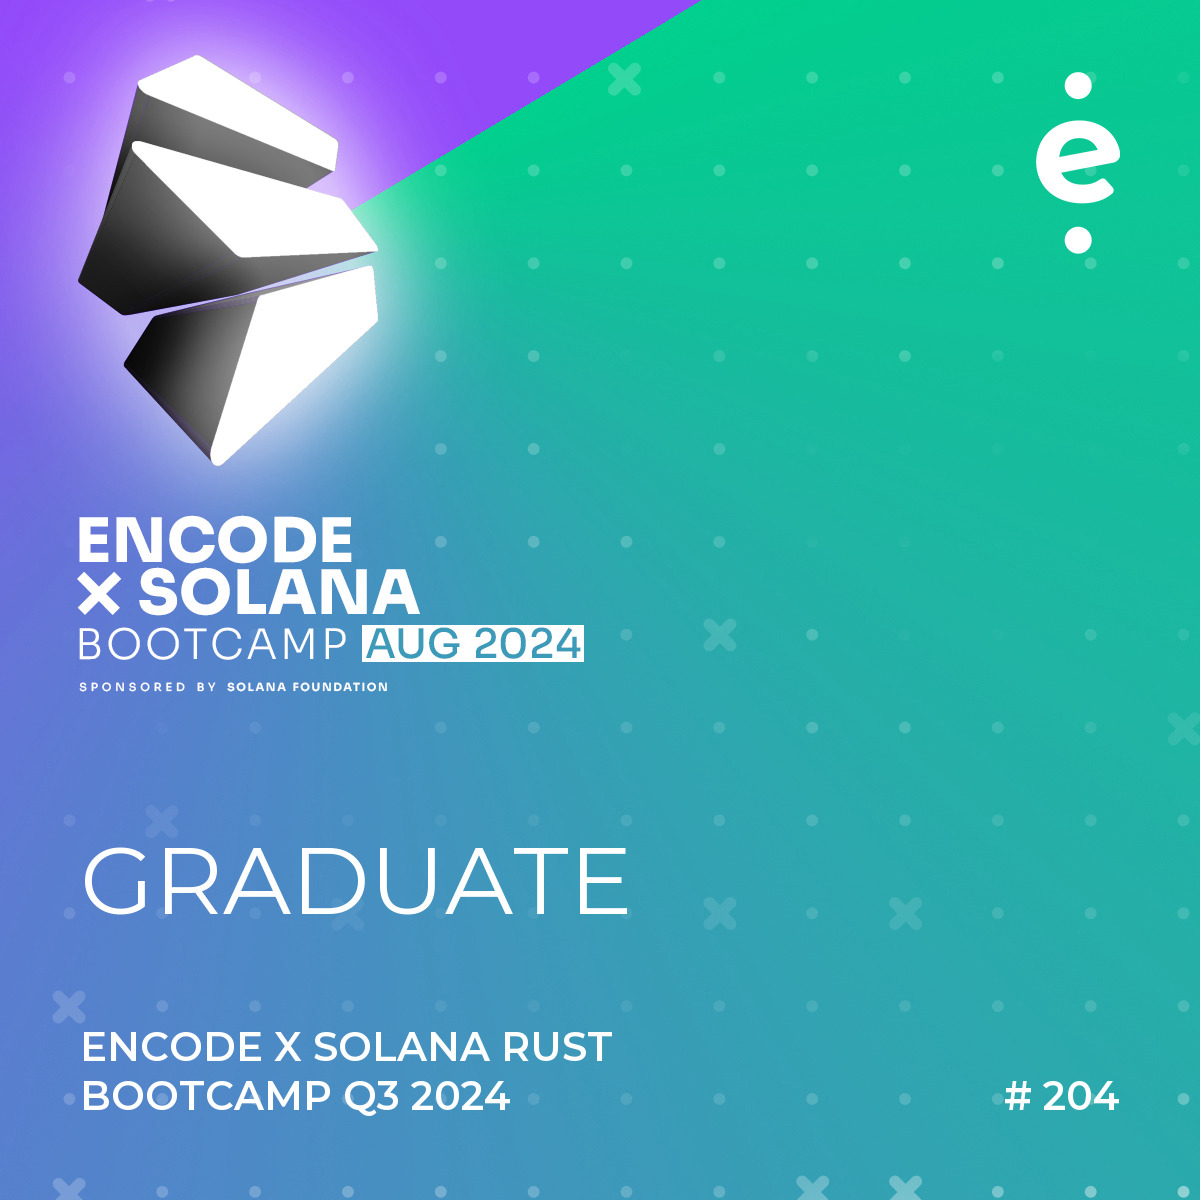 e
ENCODE
X SOLANA
BOOTCAMP AUG 2024
SPONSORED BY SOLANA FOUNDATION
GRADUATE
ENCODE X SOLANA RUST
BOOTCAMP Q3 2024
# 204